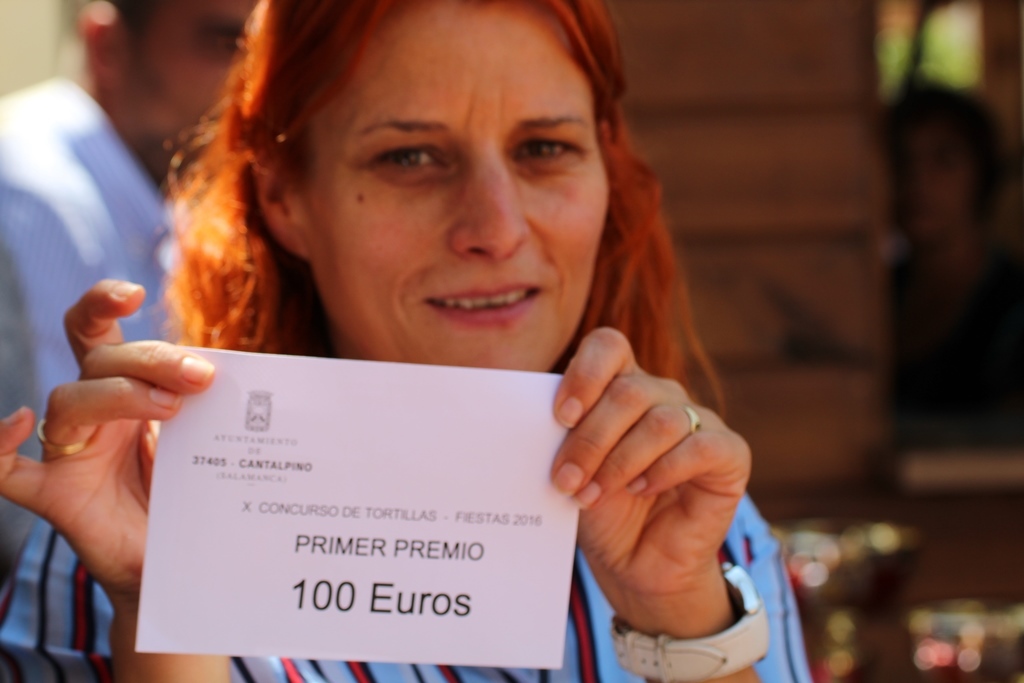 AYUNTAMIENTO
DE
37405 - CANTALPINO
(SALAMANCA)
X CONCURSO DE TORTILLAS - FIESTAS 2016
PRIMER PREMIO
100 Euros